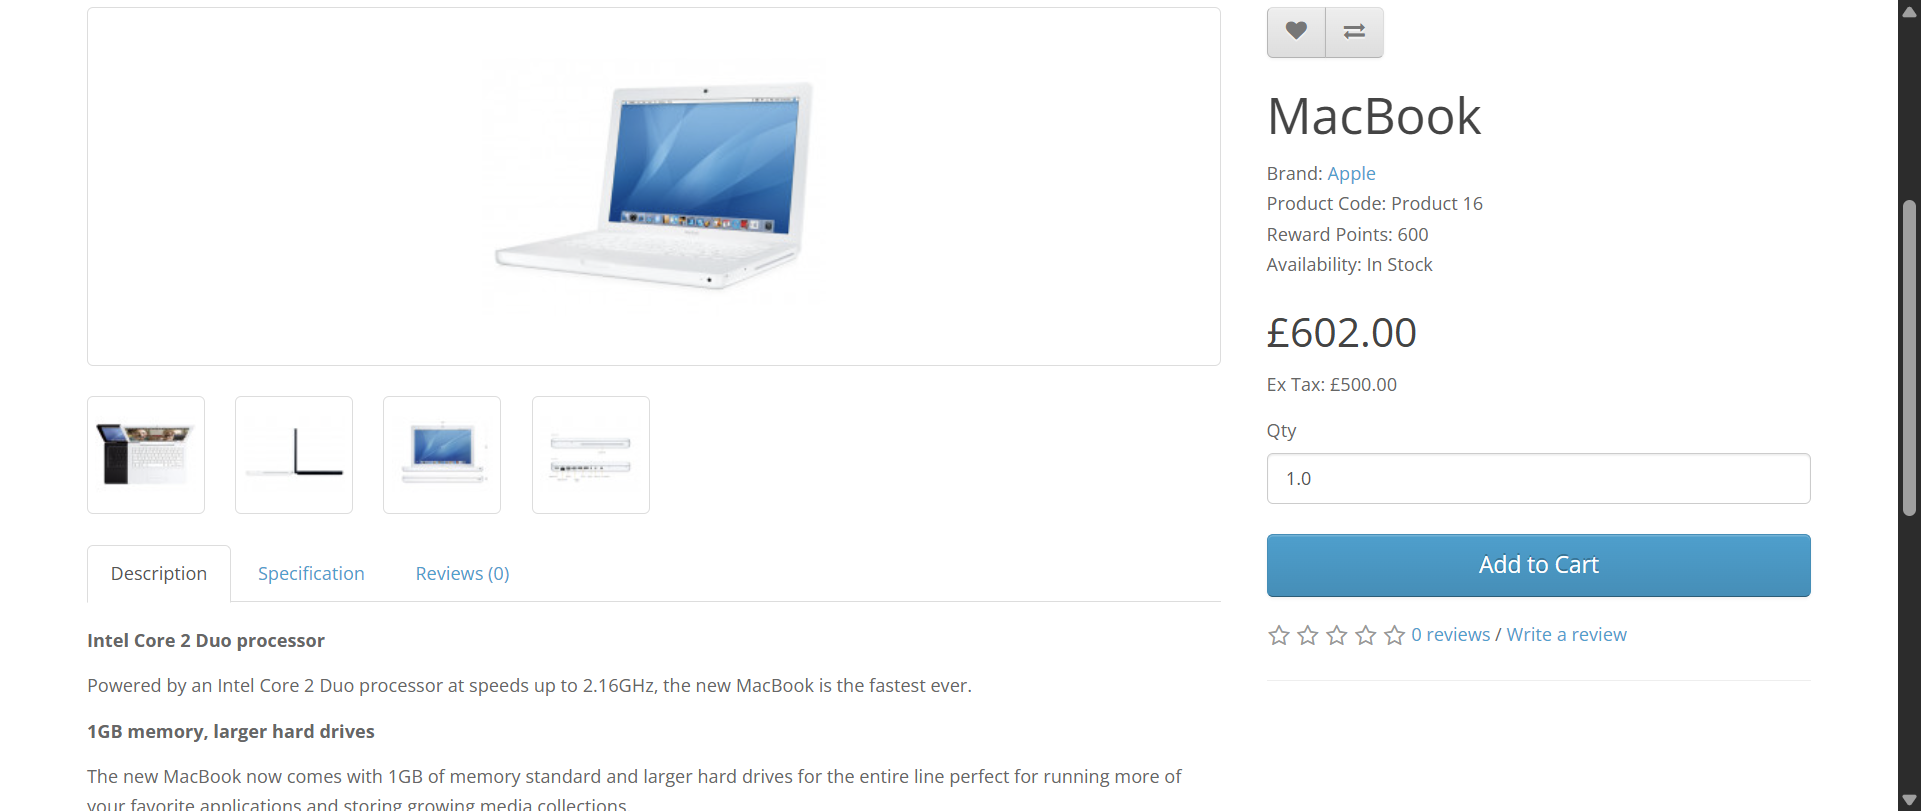 MacBook
Brand: Apple
Product Code: Product 16
Reward Points: 600
Availability: In Stock
£602.00
Ex Tax: £500.00
Qty
1.0
Add to Cart
0 reviews / Write a review
Description
Specification
Reviews (0)
Intel Core 2 Duo processor
Powered by an Intel Core 2 Duo processor at speeds up to 2.16GHz, the new MacBook is the fastest ever.
1GB memory, larger hard drives
The new MacBook now comes with 1GB of memory standard and larger hard drives for the entire line perfect for running more of
your favorite applications and storing growing media collections.